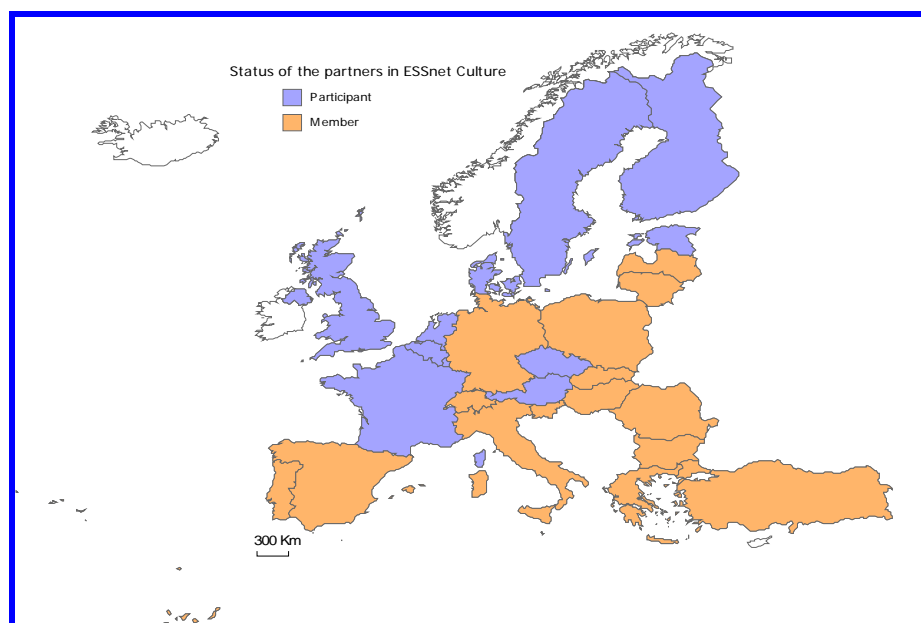 Status of the partners in ESSnet Culture
Participant
Member
300 Km